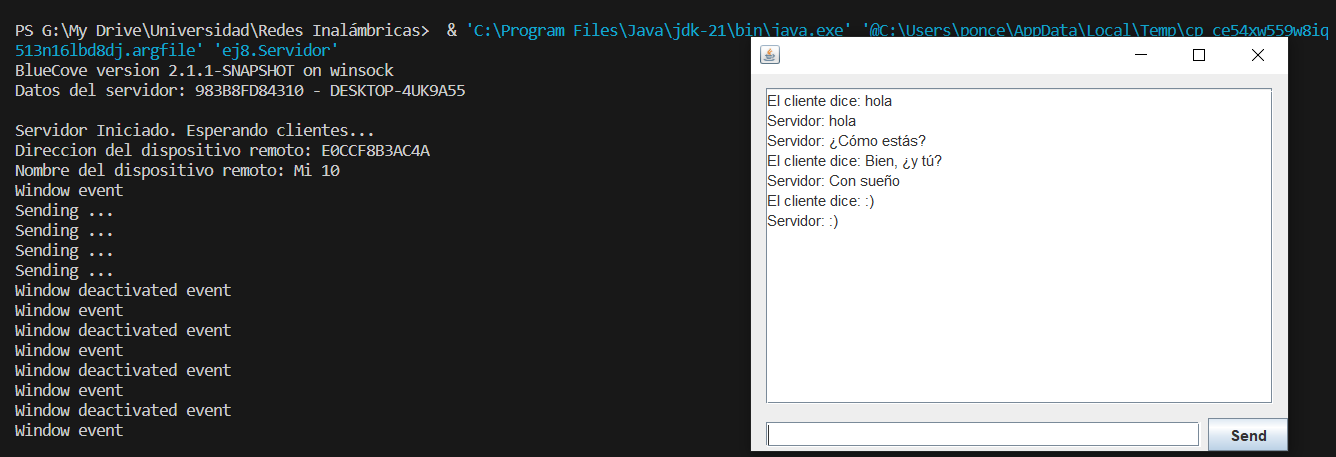 PS G:\My Drive\Universidad\Redes Inalámbricas>  & 'C:\Program Files\Java\jdk-21\bin\java.exe' '@C:\Users\ponce\AppData\Local\Temp\cp_ce54xw559w8iq
513n16lbd8dj.argfile' 'ej8.Servidor'
BlueCove version 2.1.1-SNAPSHOT on winsock
Datos del servidor: 983B8FD84310 - DESKTOP-4UK9A55
Servidor Iniciado. Esperando clientes...
Direccion del dispositivo remoto: E0CCF8B3AC4A
Nombre del dispositivo remoto: Mi 10
Window event
Sending ...
Sending ...
Sending ...
Sending ...
Window deactivated event
Window event
Window deactivated event
Window event
Window deactivated event
Window event
Window deactivated event
Window event
El cliente dice: hola
Servidor: hola
Servidor: ¿Cómo estás?
El cliente dice: Bien, ¿y tú?
Servidor: Con sueño
El cliente dice: :)
Servidor: :)
Send